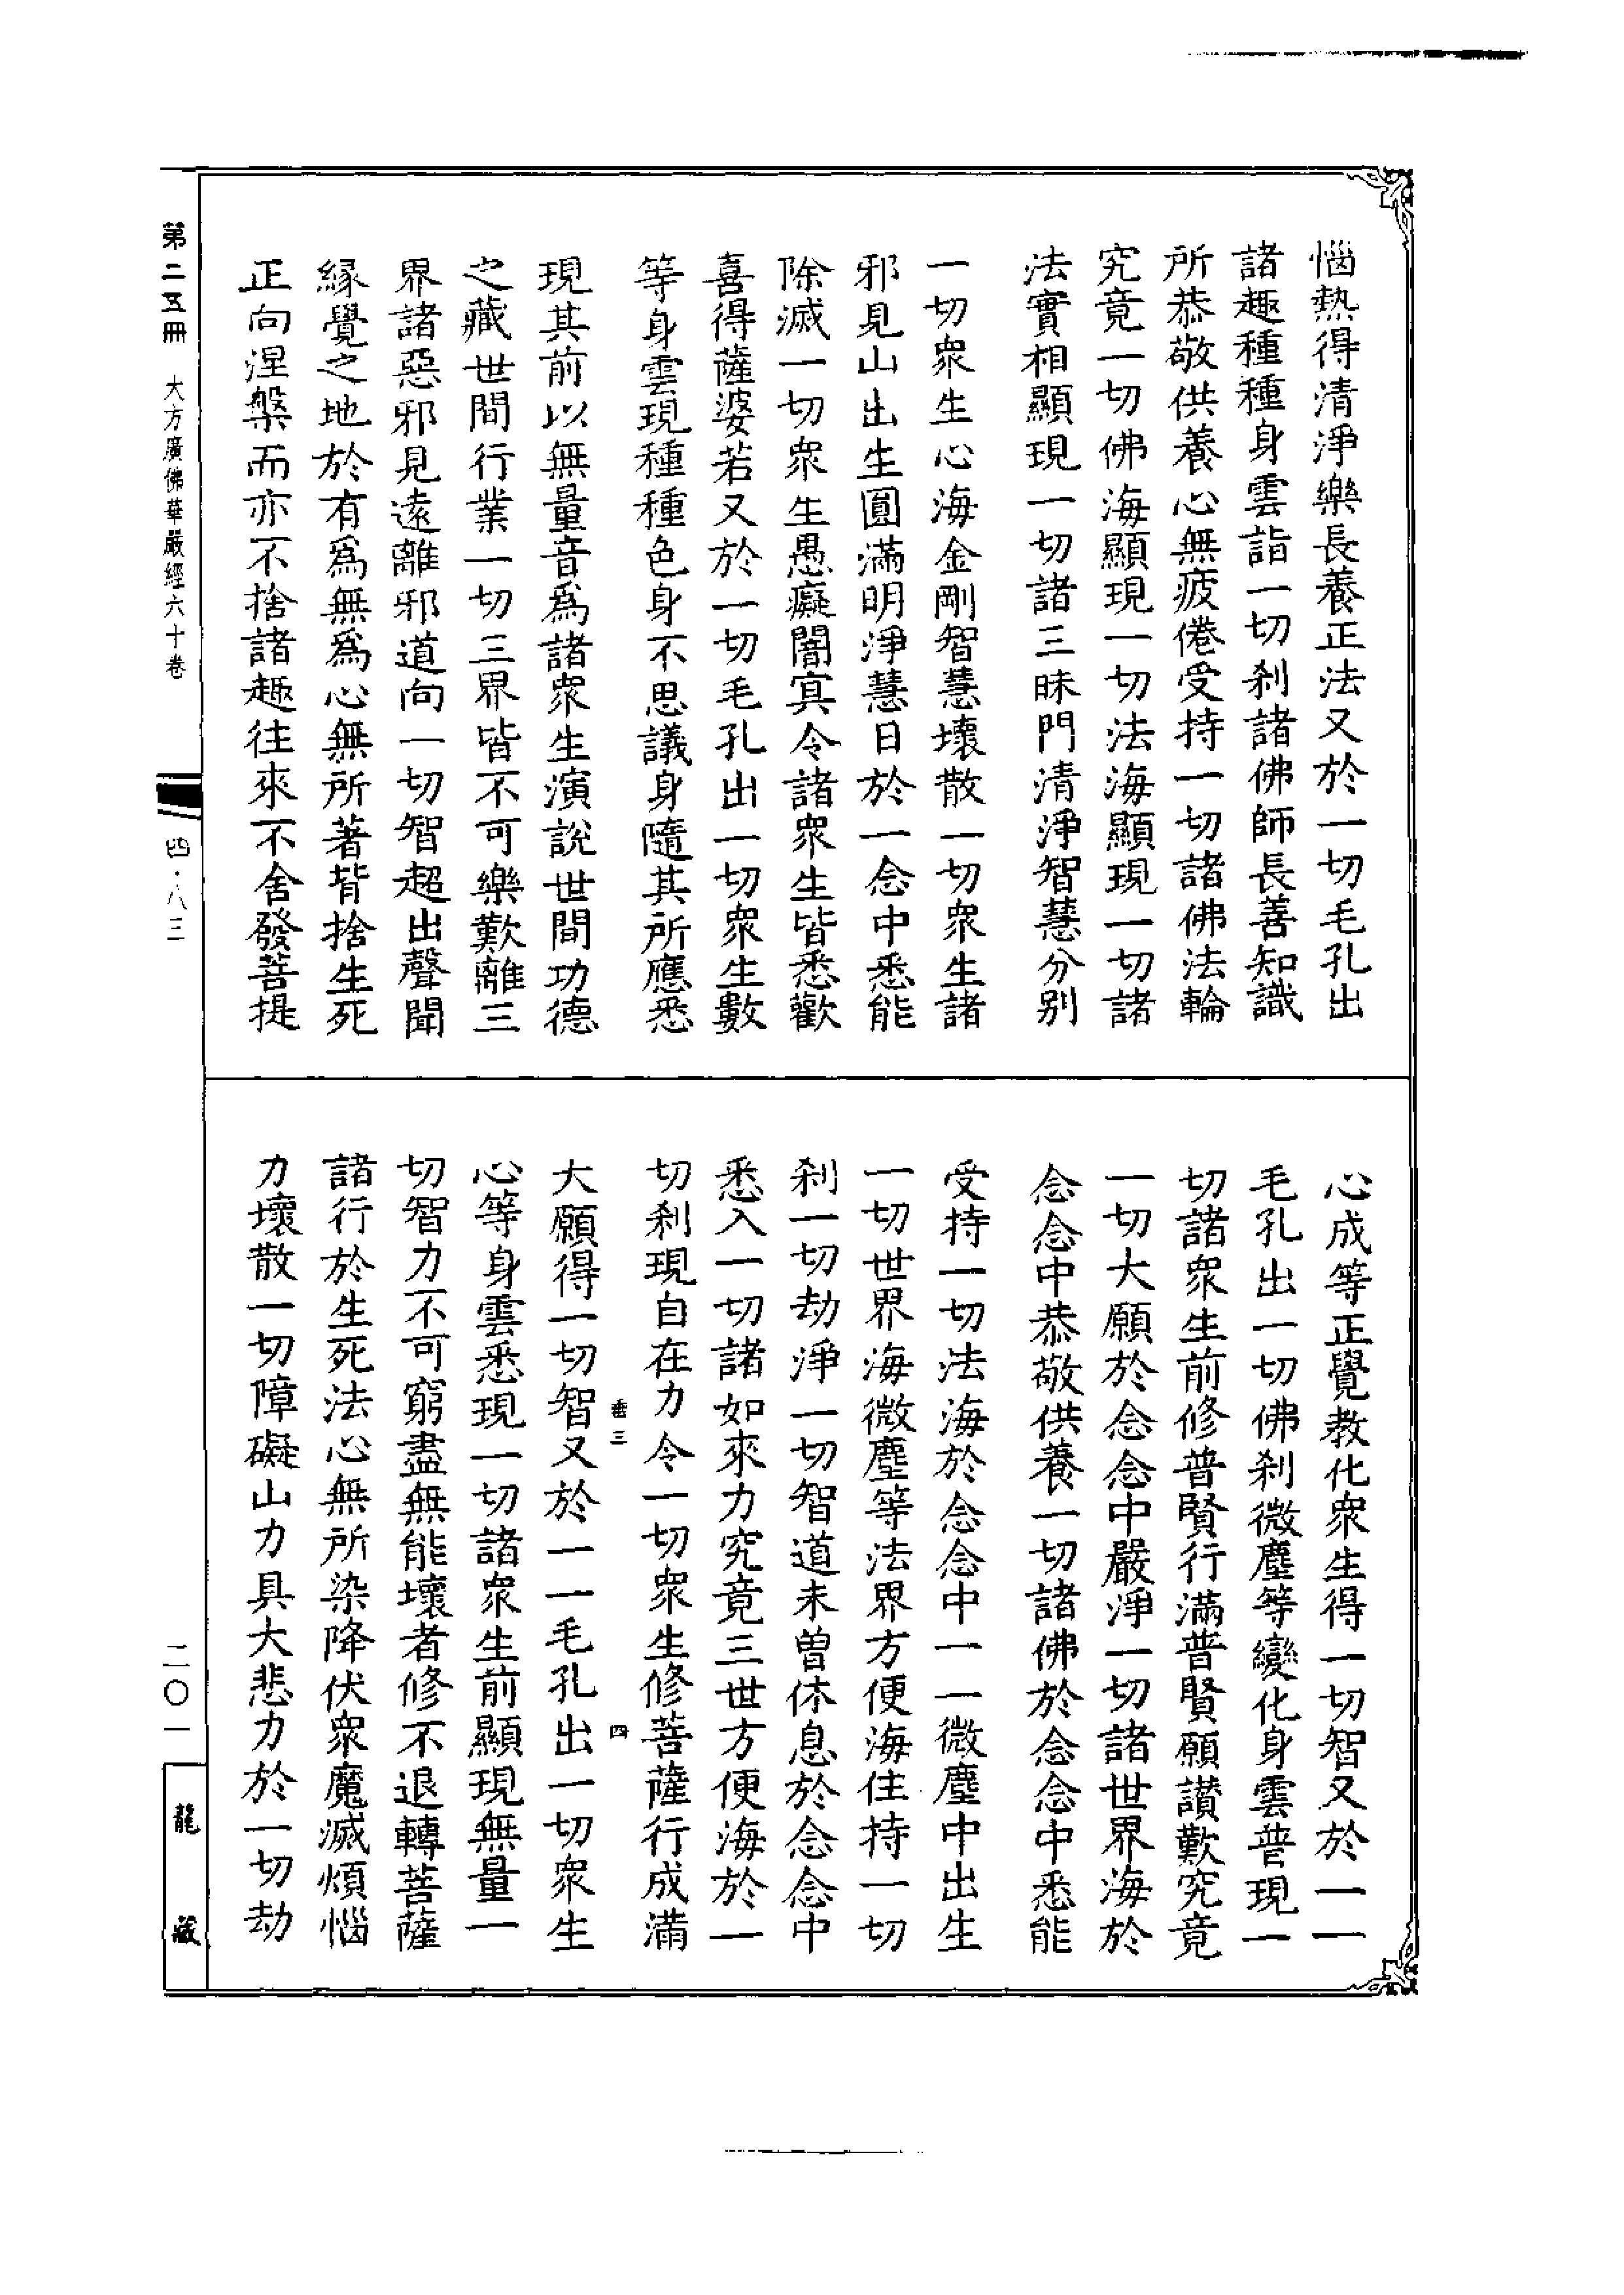 惱熱得清淨樂長養正法又於一切毛孔出
諸趣種種身雲詣一切刹諸佛師長善知識
所恭敬供養心無疲倦受持一切諸佛法輪
究竟一切佛海顯現一切法海顯現一切諸
法實相顯現一切諸三昧門清淨智慧分別
一切衆生心海金剛智慧壞散一切衆生諸
邪見山出生圓滿明淨慧日於一念中悉能
除滅一切衆生愚癡闇冥令諸衆生皆悉歡
喜得薩婆若又於一切毛孔出一切衆生數
等身雲現種種色身不思議身隨其所應悉
現其前以無量音爲諸衆生演說世間功德
之藏世間行業一切三界皆不可樂歎離三
界諸惡邪見遠離邪道向一切智超出聲聞
緣覺之地於有爲無爲心無所著背捨生死
正向涅槃而亦不捨諸趣往來不舍發菩提
心成等正覺教化衆生得一切智又於一一
毛孔出一切佛刹微塵等變化身雲普現一
切諸衆生前修普賢行滿普賢願讃歎究竟
一切大願於念念中嚴淨一切諸世界海於
念念中恭敬供養一切諸佛於念念中悉能
受持一切法海於念念中一一微塵中出生
一切世界海微塵等法界方便海住持一切
刹一切劫淨一切智道未曾休息於念念中
悉入一切諸如來力究竟三世方便海於一
切刹現自在力令一切衆生修菩薩行成滿
垂三 四
大願得一切智又於一一毛孔出一切衆生
心等身雲悉現一切諸衆生前顯現無量一
切智力不可窮盡無能壞者修不退轉菩薩
諸行於生死法心無所染降伏衆魔滅煩惱
力壞散一切障礙山力具大悲力於一切劫
第二五冊 大方廣佛華嚴經六十卷 四·八三 二〇一 龍藏